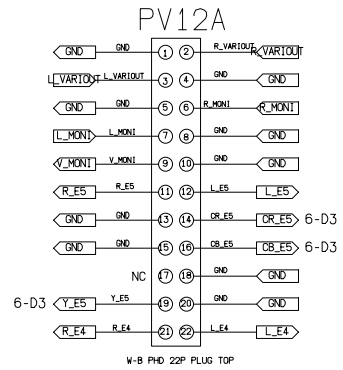 PV12A
GND GND 1 2 R_VARIOUT R_VARIOUT
L_VARIOUT L_VARIOUT 3 4 GND GND
GND GND 5 6 R_MONI R_MONI
L_MONI L_MONI 7 8 GND GND
V_MONI V_MONI 9 10 GND GND
R_E5 R_E5 11 12 L_E5 L_E5
GND GND 13 14 CR_E5 CR_E5 6-D3
GND GND 15 16 CB_E5 CB_E5 6-D3
NC 17 18 GND GND
6-D3 Y_E5 Y_E5 19 20 GND GND
R_E4 R_E4 21 22 L_E4 L_E4
W-B PHD 22P PLUG TOP